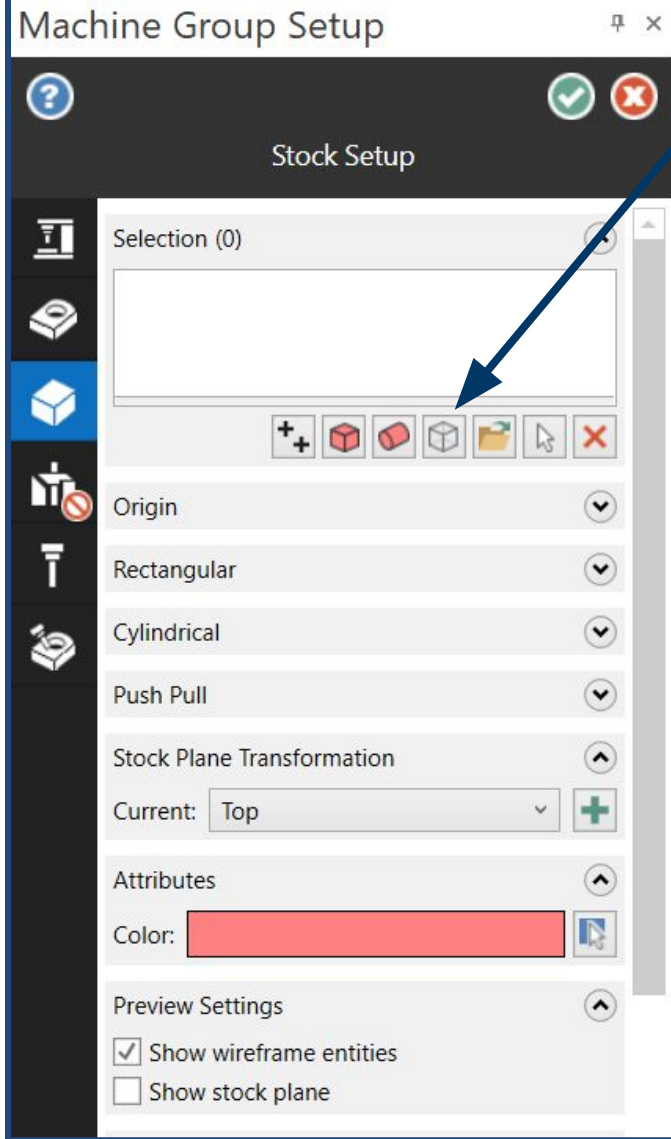 Machine Group Setup
Stock Setup
Selection (0)
Origin
Rectangular
Cylindrical
Push Pull
Stock Plane Transformation
Current: Top
Attributes
Color:
Preview Settings
Show wireframe entities
Show stock plane